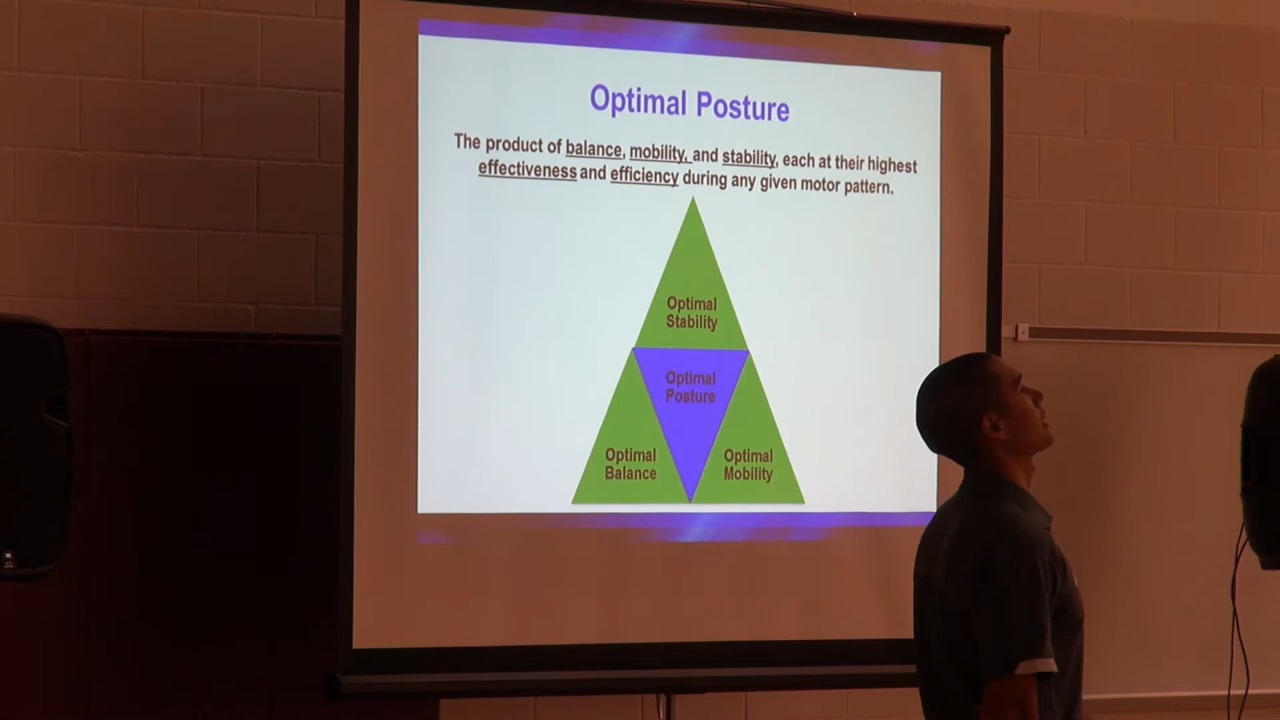 Optimal Posture
The product of balance, mobility, and stability, each at their highest
effectiveness and efficiency during any given motor pattern.
Optimal
Stability
Optimal
Posture
Optimal
Balance
Optimal
Mobility